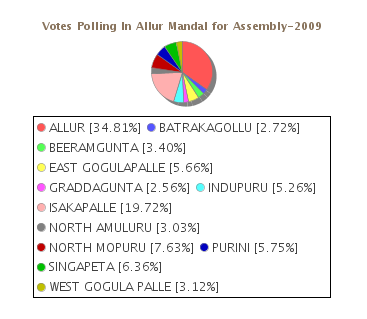 Votes Polling In Allur Mandal for Assembly-2009
ALLUR [34.81%] BATRAKAGOLLU [2.72%]
BEERAMGUNTA [3.40%]
EAST GOGULAPALLE [5.66%]
GRADDAGUNTA [2.56%] INDUPURU [5.26%]
ISAKAPALLE [19.72%]
NORTH AMULURU [3.03%]
NORTH MOPURU [7.63%] PURINI [5.75%]
SINGAPETA [6.36%]
WEST GOGULA PALLE [3.12%]